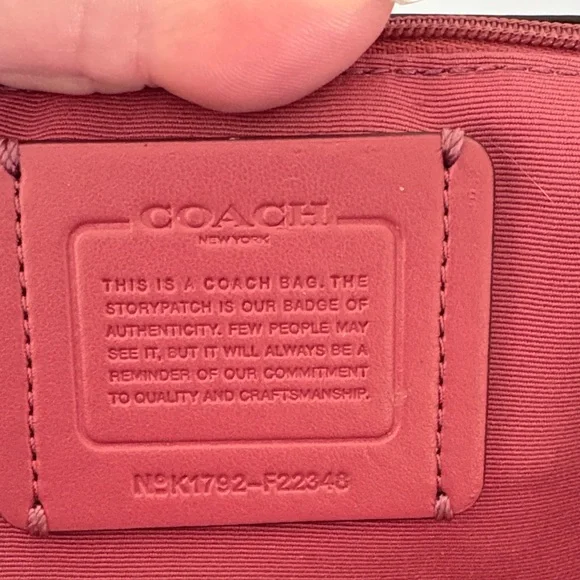 COACH
NEW YORK
THIS IS A COACH BAG. THE
STORYPATCH IS OUR BADGE OF
AUTHENTICITY. FEW PEOPLE MAY
SEE IT, BUT IT WILL ALWAYS BE A
REMINDER OF OUR COMMITMENT
TO QUALITY AND CRAFTSMANSHIP.
NºK1792-F22348